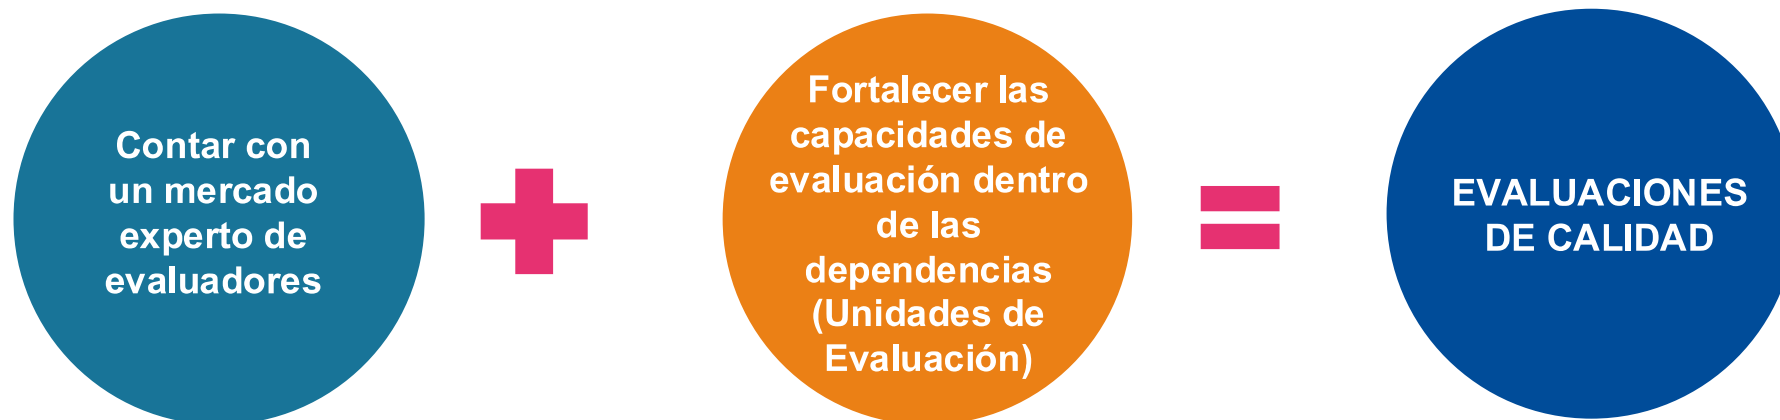 Contar con
un mercado
experto de
evaluadores
Fortalecer las
capacidades de
evaluación dentro
de las
dependencias
(Unidades de
Evaluación)
EVALUACIONES
DE CALIDAD